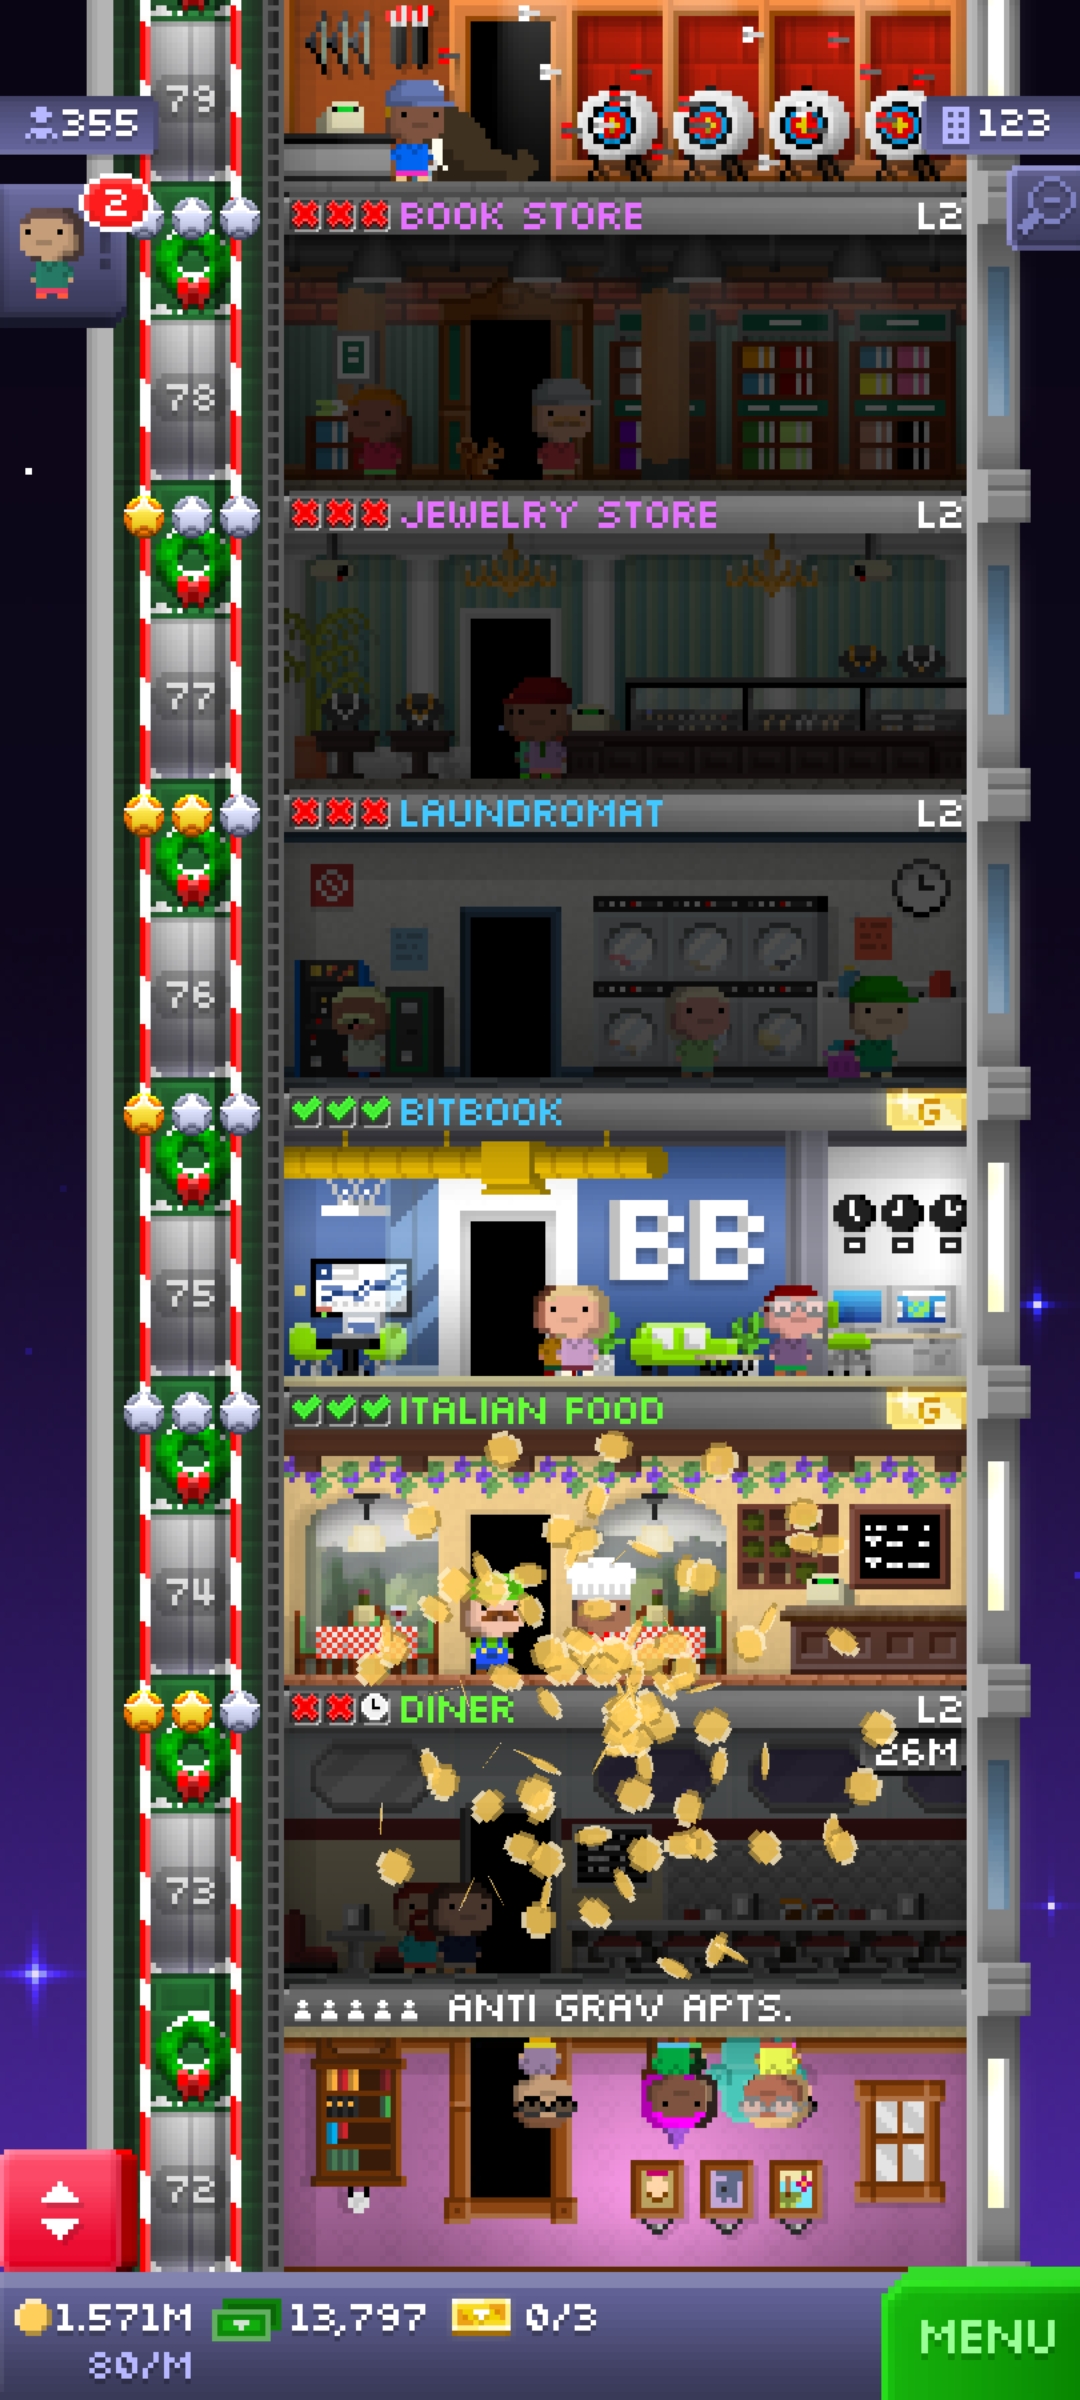 79
355
123
2
BOOK STORE L2
78
JEWELRY STORE L2
77
LAUNDROMAT L2
76
BITBOOK G
BB
75
ITALIAN FOOD G
74
DINER L2
26M
73
ANTI GRAV APTS.
72
1.571M 13,797 0/3
80/M
MENU